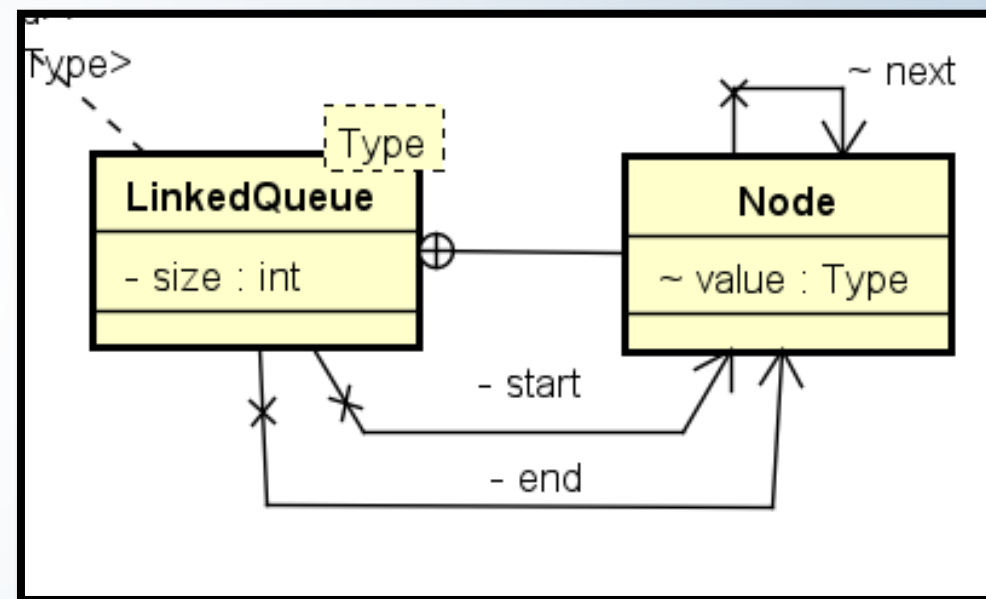 Type>
~ next
Type
LinkedQueue
Node
- size : int
~ value : Type
- start
- end